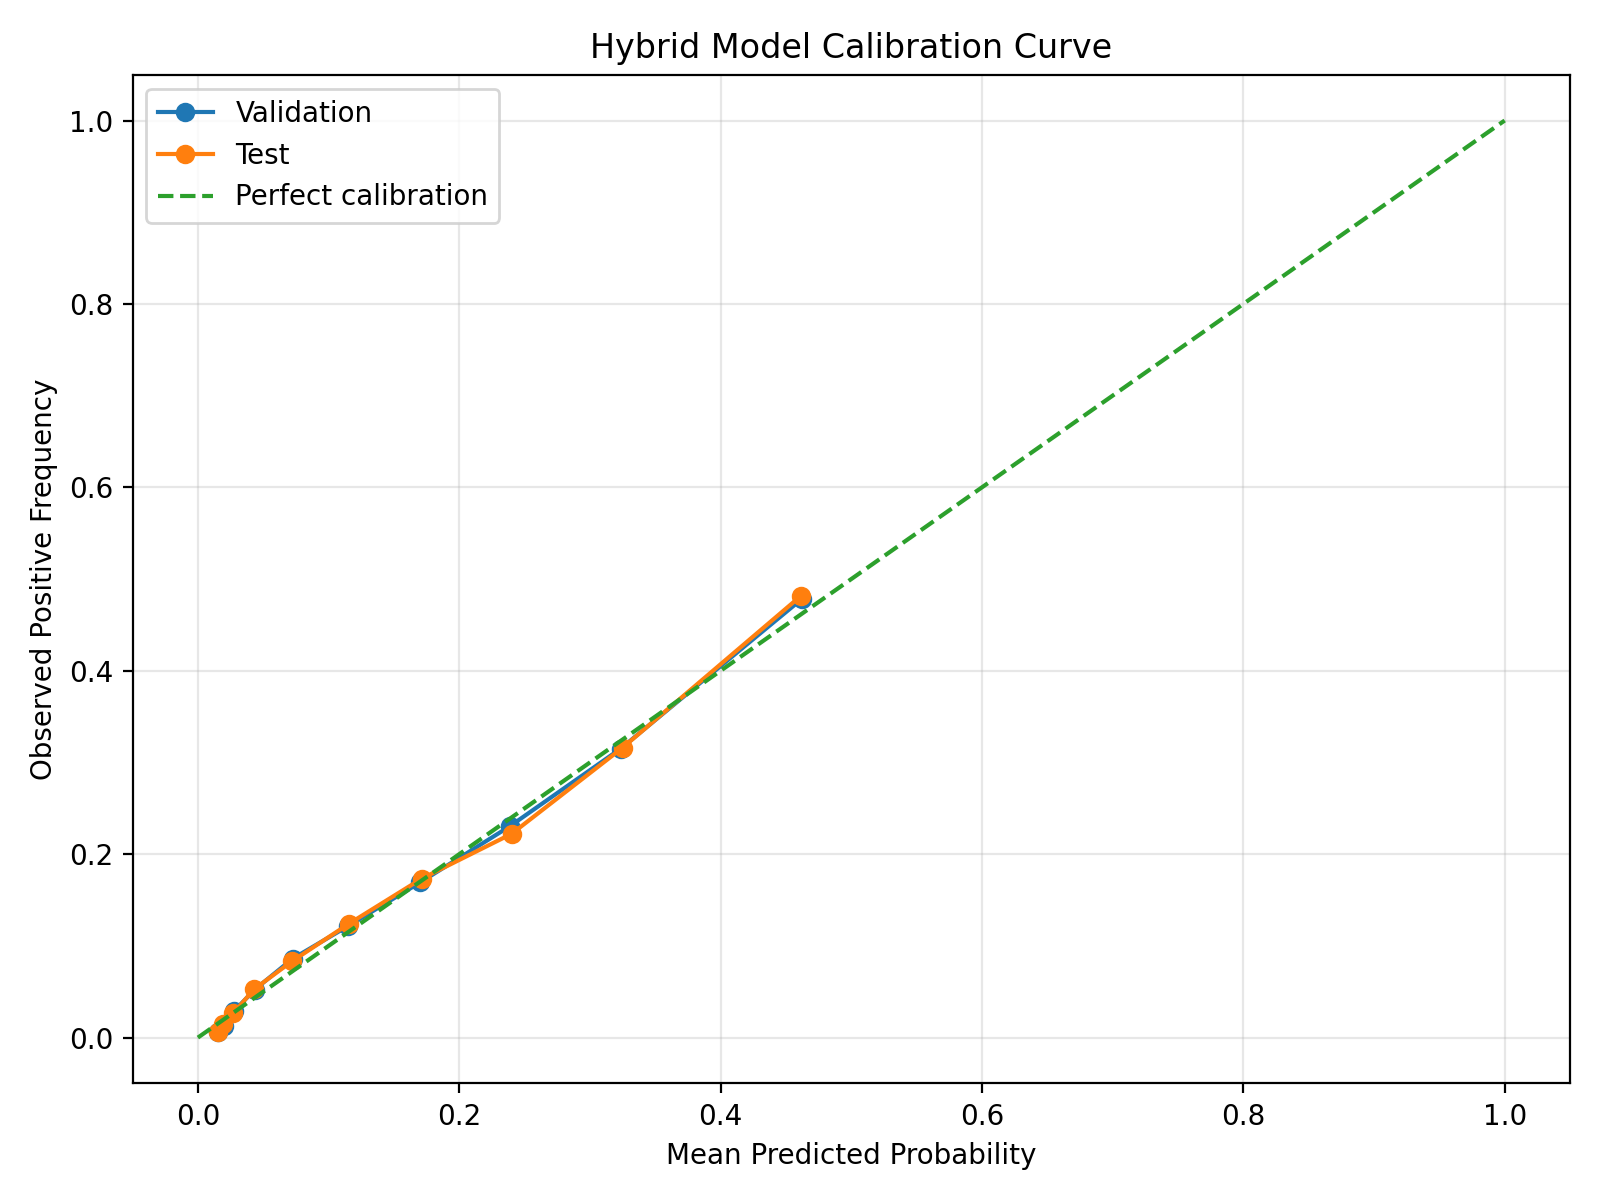 Hybrid Model Calibration Curve
Validation
Test
Perfect calibration
1.0
0.8
0.6
0.4
0.2
0.0
Observed Positive Frequency
0.0 0.2 0.4 0.6 0.8 1.0
Mean Predicted Probability